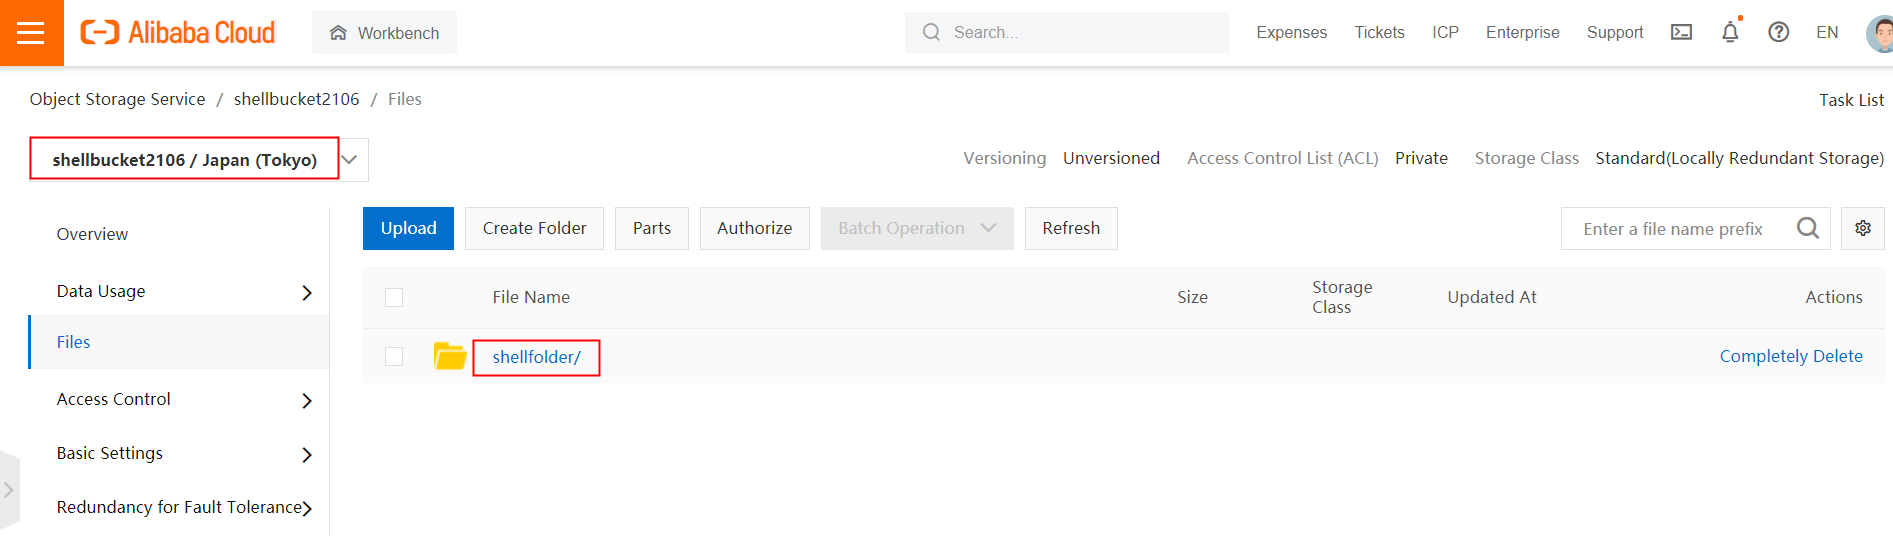 Alibaba Cloud Workbench Search... Expenses Tickets ICP Enterprise Support EN
Object Storage Service / shellbucket2106 / Files Task List
shellbucket2106 / Japan (Tokyo) Versioning Unversioned Access Control List (ACL) Private Storage Class Standard(Locally Redundant Storage)
Overview
Data Usage
Files
Access Control
Basic Settings
Redundancy for Fault Tolerance
Upload Create Folder Parts Authorize Batch Operation Refresh Enter a file name prefix
File Name Size Storage Class Updated At Actions
shellfolder/ Completely Delete